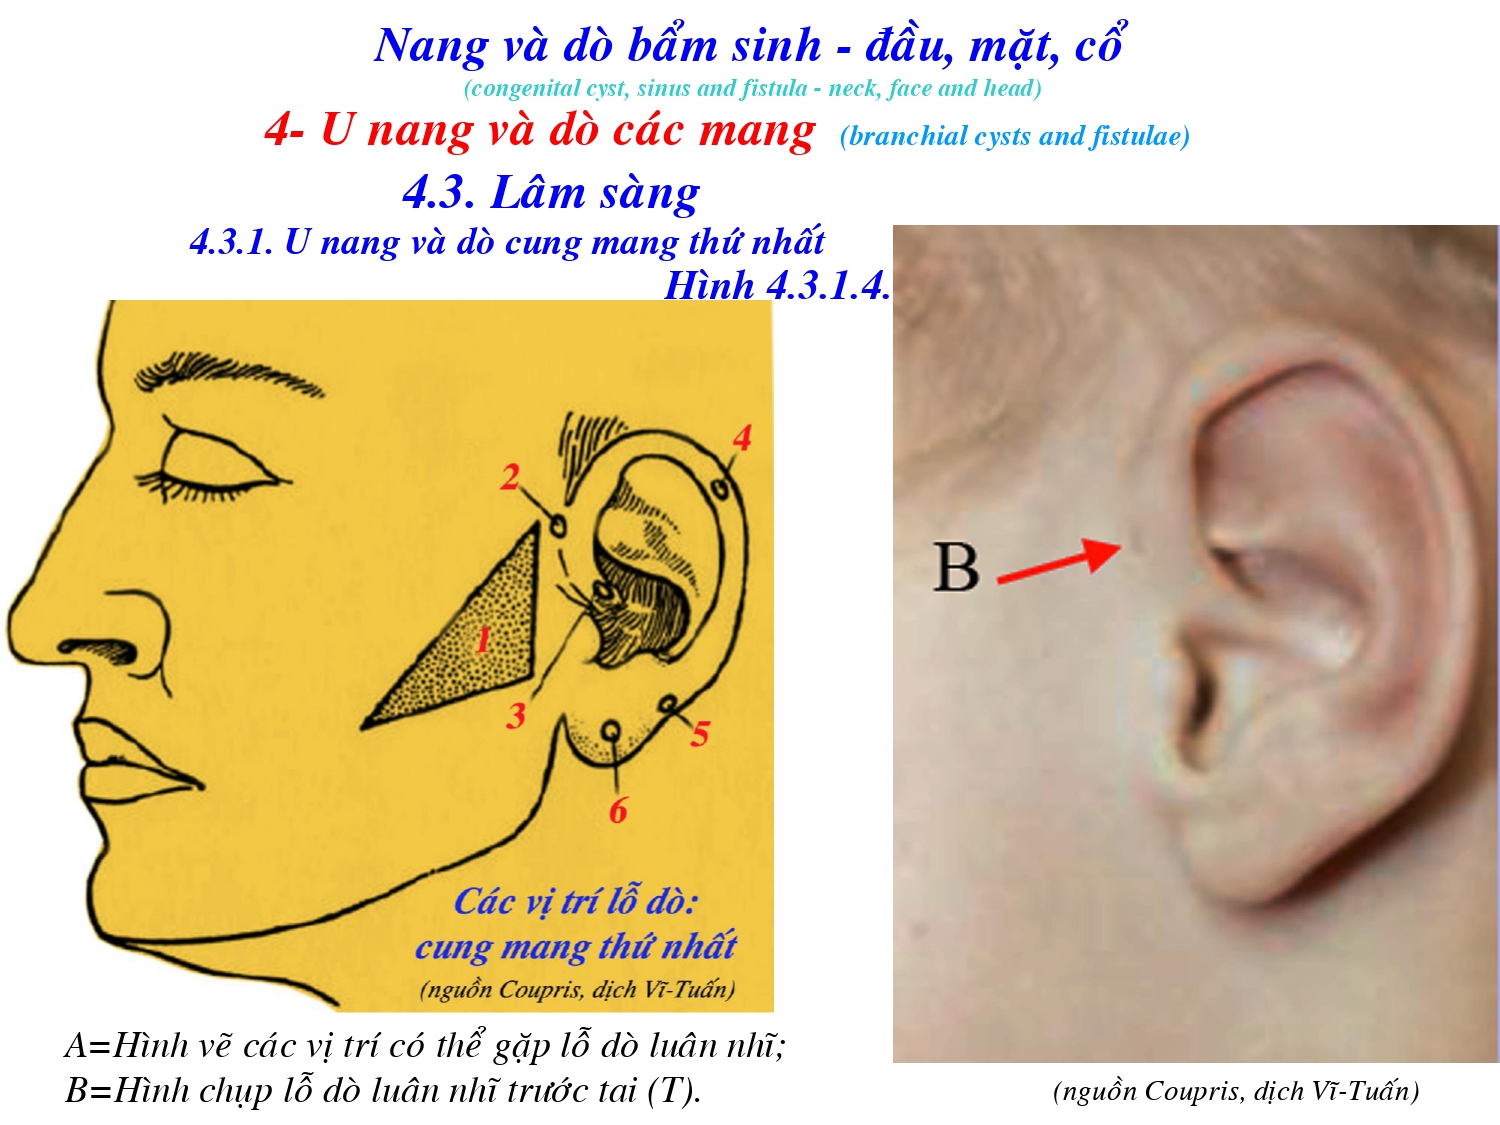 Nang và dò bẩm sinh - đầu, mặt, cổ
(congenital cyst, sinus and fistula - neck, face and head)
4- U nang và dò các mang (branchial cysts and fistulae)
4.3. Lâm sàng
4.3.1. U nang và dò cung mang thứ nhất
Hình 4.3.1.4.
4
2
1
3
5
6
Các vị trí lỗ dò:
cung mang thứ nhất
(nguồn Coupris, dịch Vĩ-Tuấn)
B
A=Hình vẽ các vị trí có thể gặp lỗ dò luân nhĩ;
B=Hình chụp lỗ dò luân nhĩ trước tai (T).
(nguồn Coupris, dịch Vĩ-Tuấn)